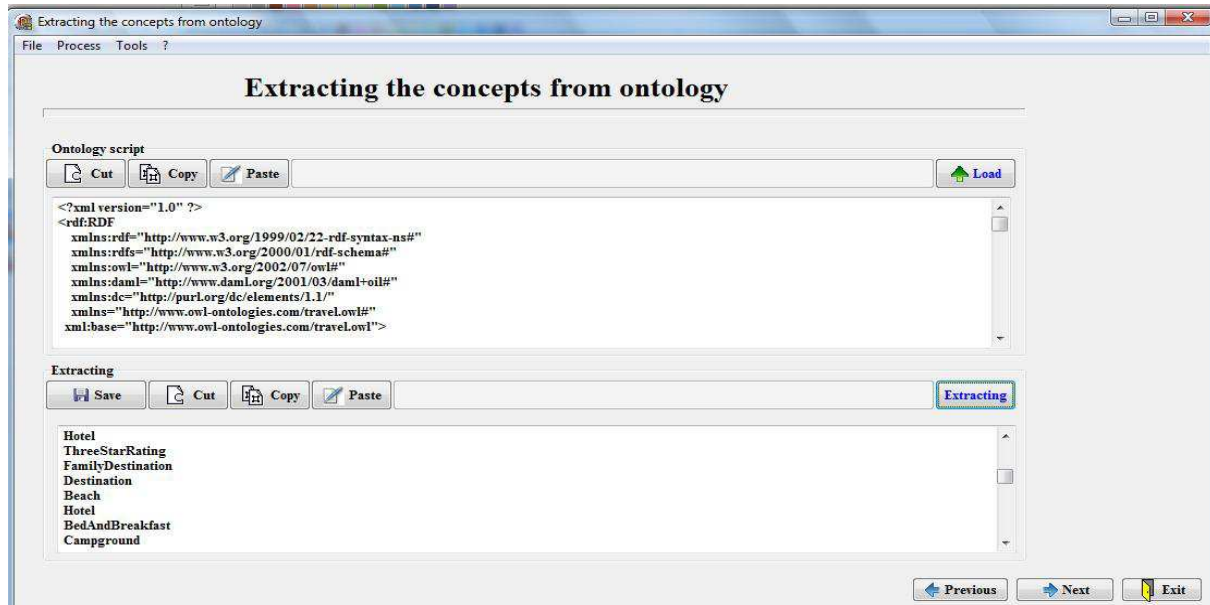 Extracting the concepts from ontology
File Process Tools ?
Extracting the concepts from ontology
Ontology script
Cut Copy Paste Load
<?xml version="1.0" ?>
<rdf:RDF
xmlns:rdf="http://www.w3.org/1999/02/22-rdf-syntax-ns#"
xmlns:rdfs="http://www.w3.org/2000/01/rdf-schema#"
xmlns:owl="http://www.w3.org/2002/07/owl#"
xmlns:daml="http://www.daml.org/2001/03/daml+oil#"
xmlns:dc="http://purl.org/dc/elements/1.1/"
xmlns="http://www.owl-ontologies.com/travel.owl#"
xml:base="http://www.owl-ontologies.com/travel.owl">
Extracting
Save Cut Copy Paste Extracting
Hotel
ThreeStarRating
FamilyDestination
Destination
Beach
Hotel
BedAndBreakfast
Campground
Previous Next Exit